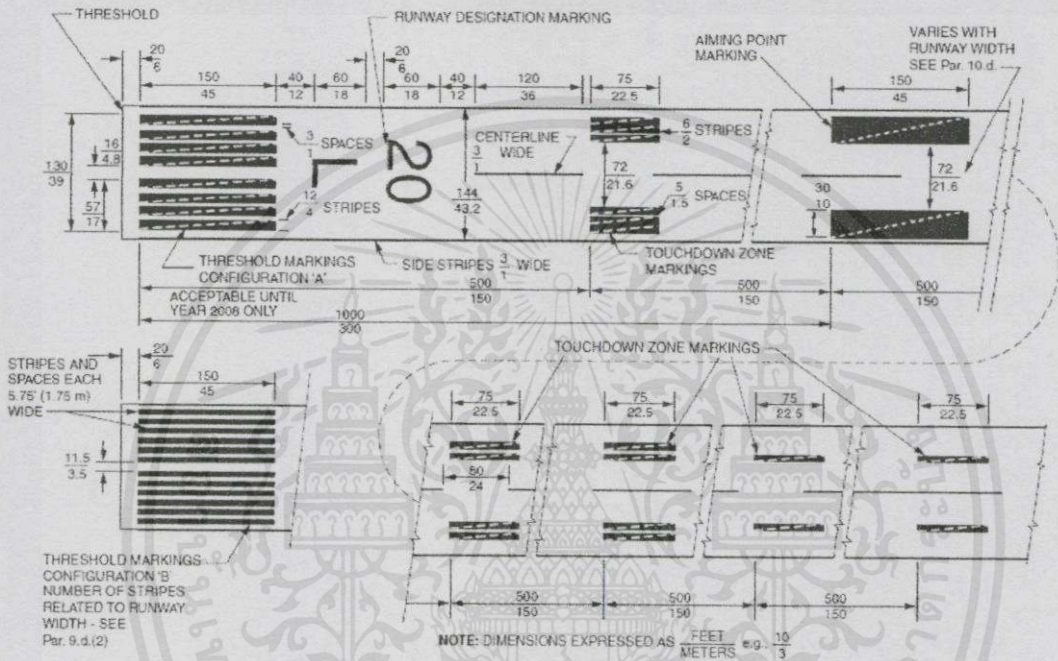 THRESHOLD
RUNWAY DESIGNATION MARKING
AIMING POINT
MARKING
VARIES WITH
RUNWAY WIDTH
SEE Par. 10.d.
20
6
150
45
40
12
60
18
20
6
60
18
40
12
120
36
75
22.5
150
45
130
39
16
4.8
57
17
3
1
SPACES
12
4
STRIPES
L
20
144
43.2
3
1
CENTERLINE
WIDE
6
2
STRIPES
72
21.6
5
1.5
SPACES
30
10
72
21.6
THRESHOLD MARKINGS
CONFIGURATION 'A'
ACCEPTABLE UNTIL
YEAR 2008 ONLY
SIDE STRIPES 3/1 WIDE
TOUCHDOWN ZONE
MARKINGS
500
150
500
150
500
150
1000
300
STRIPES AND
SPACES EACH
5.75' (1.75 m)
WIDE
20
6
150
45
11.5
3.5
THRESHOLD MARKINGS
CONFIGURATION 'B'
NUMBER OF STRIPES
RELATED TO RUNWAY
WIDTH - SEE
Par. 9.d.(2)
TOUCHDOWN ZONE MARKINGS
75
22.5
75
22.5
75
22.5
75
22.5
80
24
500
150
500
150
500
150
NOTE: DIMENSIONS EXPRESSED AS FEET/METERS e.g., 10/3